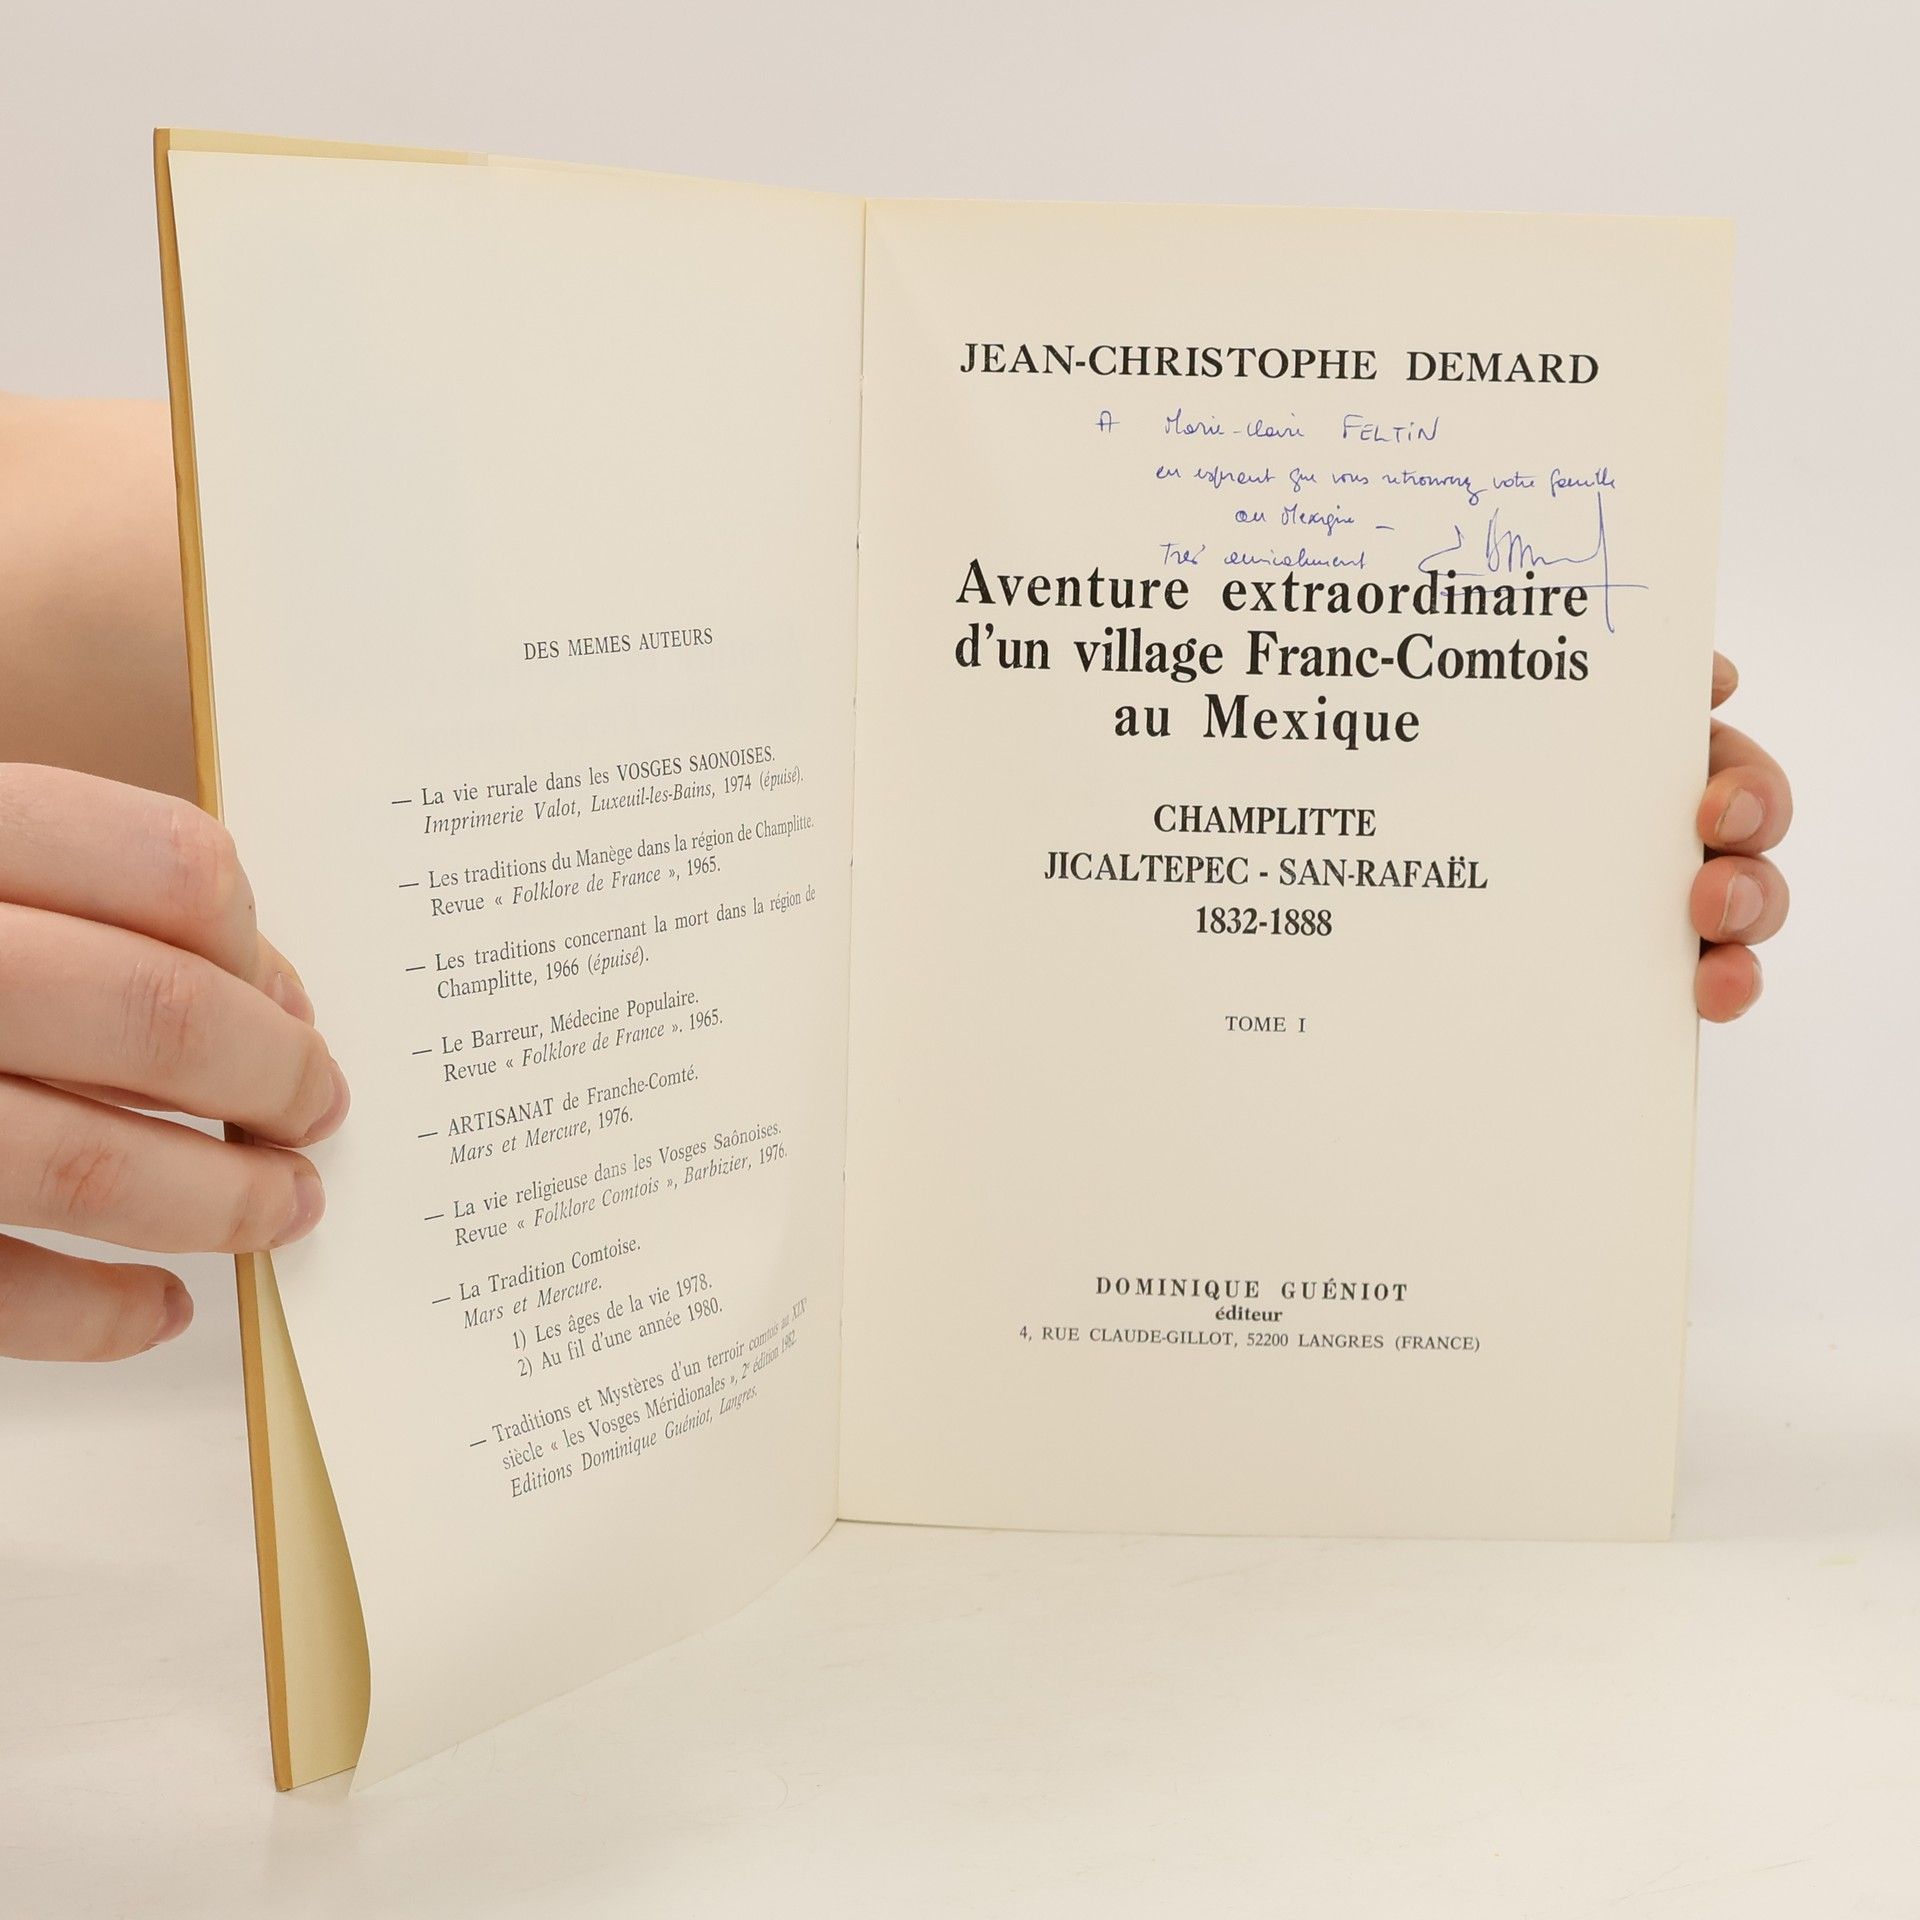 DES MEMES AUTEURS
— La vie rurale dans les VOSGES SAONOISES.
Imprimerie Valot, Luxeuil-les-Bains, 1974 (épuisé).
— Les traditions du Manège dans la région de Champlitte.
Revue « Folklore de France », 1965.
— Les traditions concernant la mort dans la région de
Champlitte, 1966 (épuisé).
— Le Barreur, Médecine Populaire.
Revue « Folklore de France ». 1965.
— ARTISANAT de Franche-Comté.
Mars et Mercure, 1976.
— La vie religieuse dans les Vosges Saônoises.
Revue « Folklore Comtois », Barbizier, 1976.
— La Tradition Comtoise.
Mars et Mercure.
1) Les âges de la vie 1978.
2) Au fil d'une année 1980.
— Traditions et Mystères d'un terroir comtois au XIXe
siècle « les Vosges Méridionales », 2e édition 1982.
Editions Dominique Guéniot, Langres.
JEAN-CHRISTOPHE DEMARD
A Marie-Claire FELTIN
en espérant que vous retrouverez votre famille
au Mexique —
Très amicalement
Aventure extraordinaire
d'un village Franc-Comtois
au Mexique
CHAMPLITTE
JICALTEPEC - SAN-RAFAËL
1832-1888
TOME I
DOMINIQUE GUÉNIOT
éditeur
4, RUE CLAUDE-GILLOT, 52200 LANGRES (FRANCE)